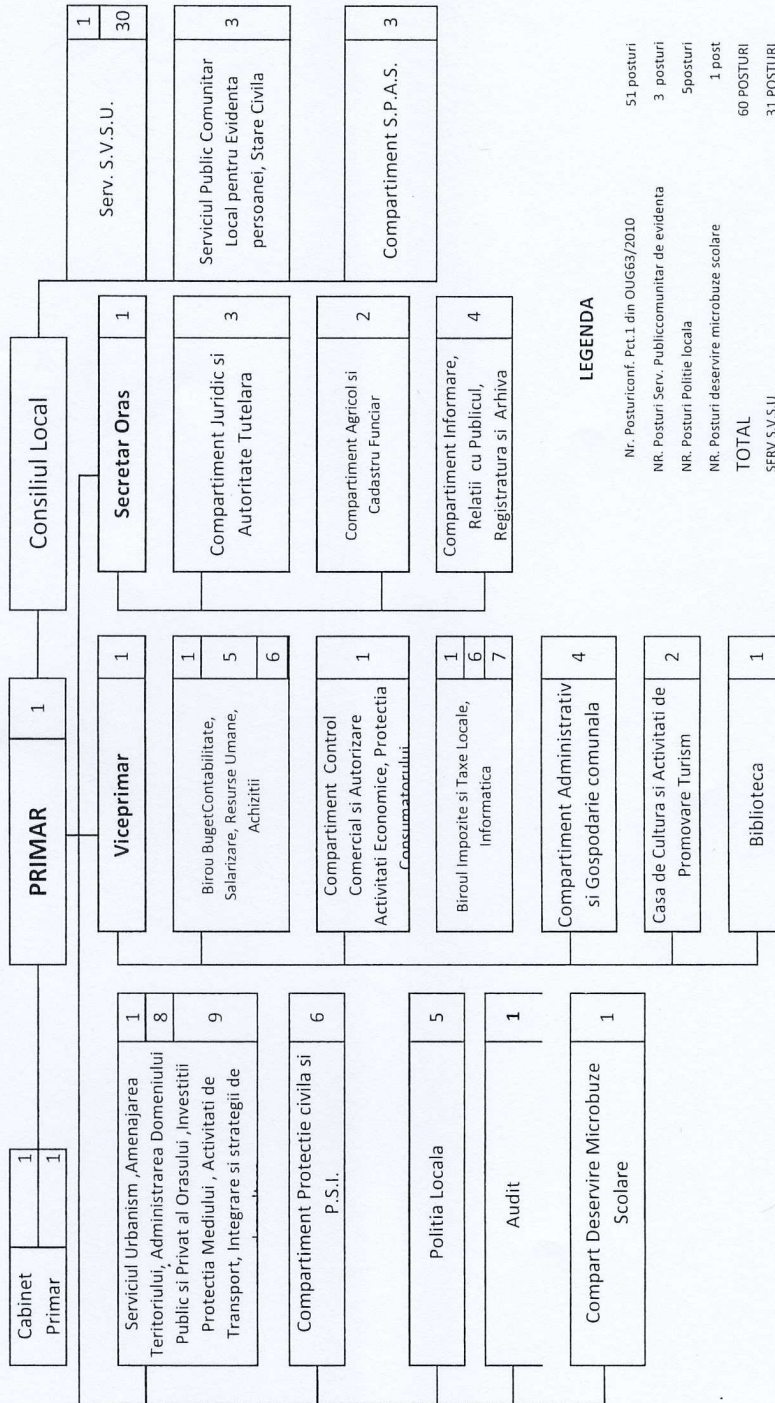 Cabinet
Primar
1
1
PRIMAR
1
Consiliul Local
Serviciul Urbanism ,Amenajarea
Teritoriului, Administrarea Domeniului
Public si Privat al Orasului ,Investitii
Protectia Mediului , Activitati de
Transport, Integrare si strategii de
1
8
9
Compartiment Protectie civila si
P.S.I.
6
Politia Locala
5
Audit
1
Compart Deservire Microbuze
Scolare
1
Viceprimar
1
Birou BugetContabilitate,
Salarizare, Resurse Umane,
Achizitii
1
5
6
Compartiment Control
Comercial si Autorizare
Activitati Economice, Protectia
Consumatorului
1
Biroul Impozite si Taxe Locale,
Informatica
1
6
7
Compartiment Administrativ
si Gospodarie comunala
4
Casa de Cultura si Activitati de
Promovare Turism
2
Biblioteca
1
Secretar Oras
1
Compartiment Juridic si
Autoritate Tutelara
3
Compartiment Agricol si
Cadastru Funciar
2
Compartiment Informare,
Relatii cu Publicul,
Registratura si Arhiva
4
Serv. S.V.S.U.
1
30
Serviciul Public Comunitar
Local pentru Evidenta
persoanei, Stare Civila
3
Compartiment S.P.A.S.
3
LEGENDA
Nr. Posturiconf. Pct.1 din OUG63/2010 51 posturi
NR. Posturi Serv. Publiccomunitar de evidenta 3 posturi
NR. Posturi Politie locala 5posturi
NR. Posturi deservire microbuze scolare 1 post
TOTAL 60 POSTURI
SERV S.V.S.U. 31 POSTURI